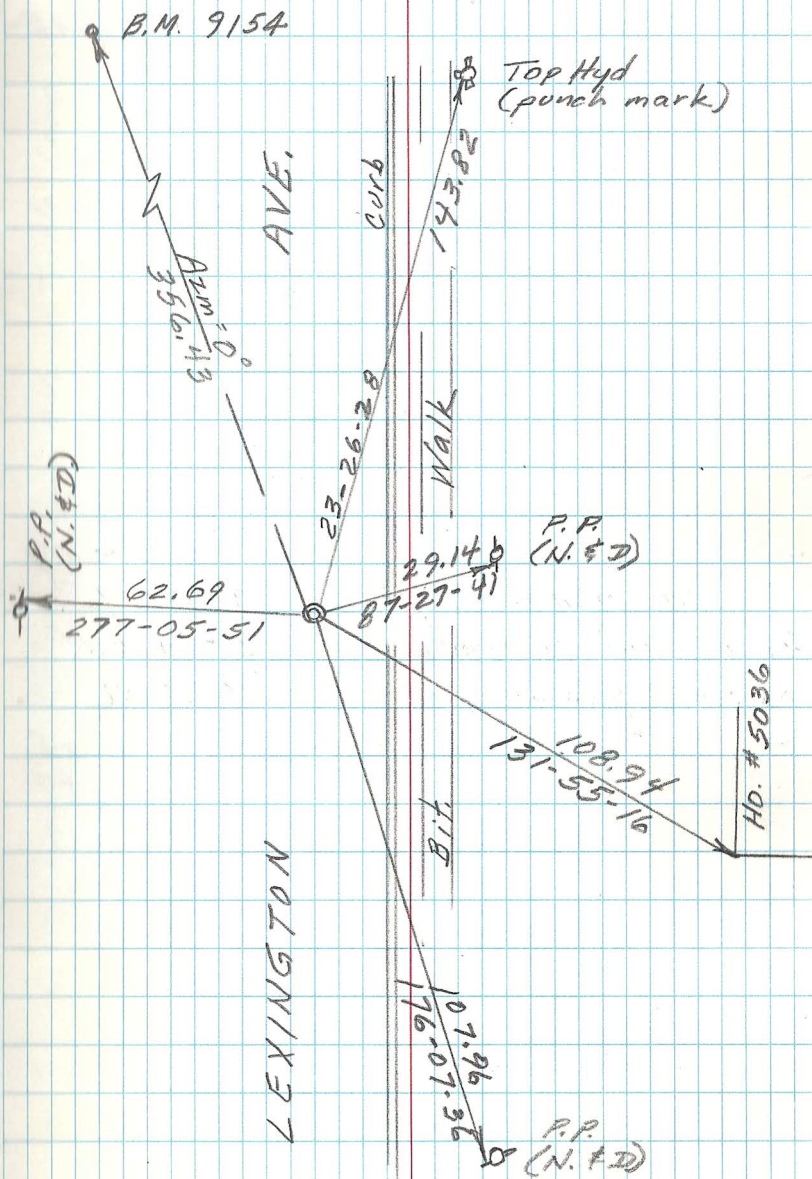 B.M. 9154
Top Hyd
(punch mark)
AVE.
curb
143.82
Azm = 0°
356.43
23-26-28
Walk
P.P.
(N. & D.)
62.69
277-05-51
29.14
87-27-41
P.P.
(N. & D)
108.94
131-55-16
HO. # 5036
Bit.
LEXINGTON
176-07-36
P.P.
(N. & D)